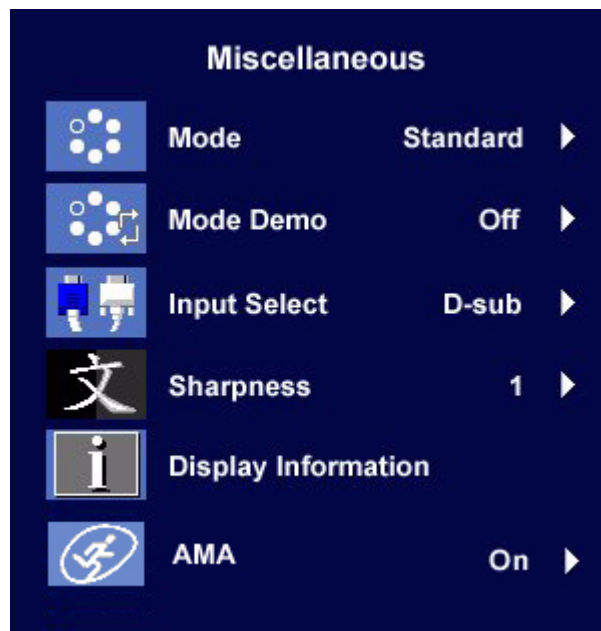 Miscellaneous
Mode Standard
Mode Demo Off
Input Select D-sub
文 Sharpness 1
i Display Information
AMA On